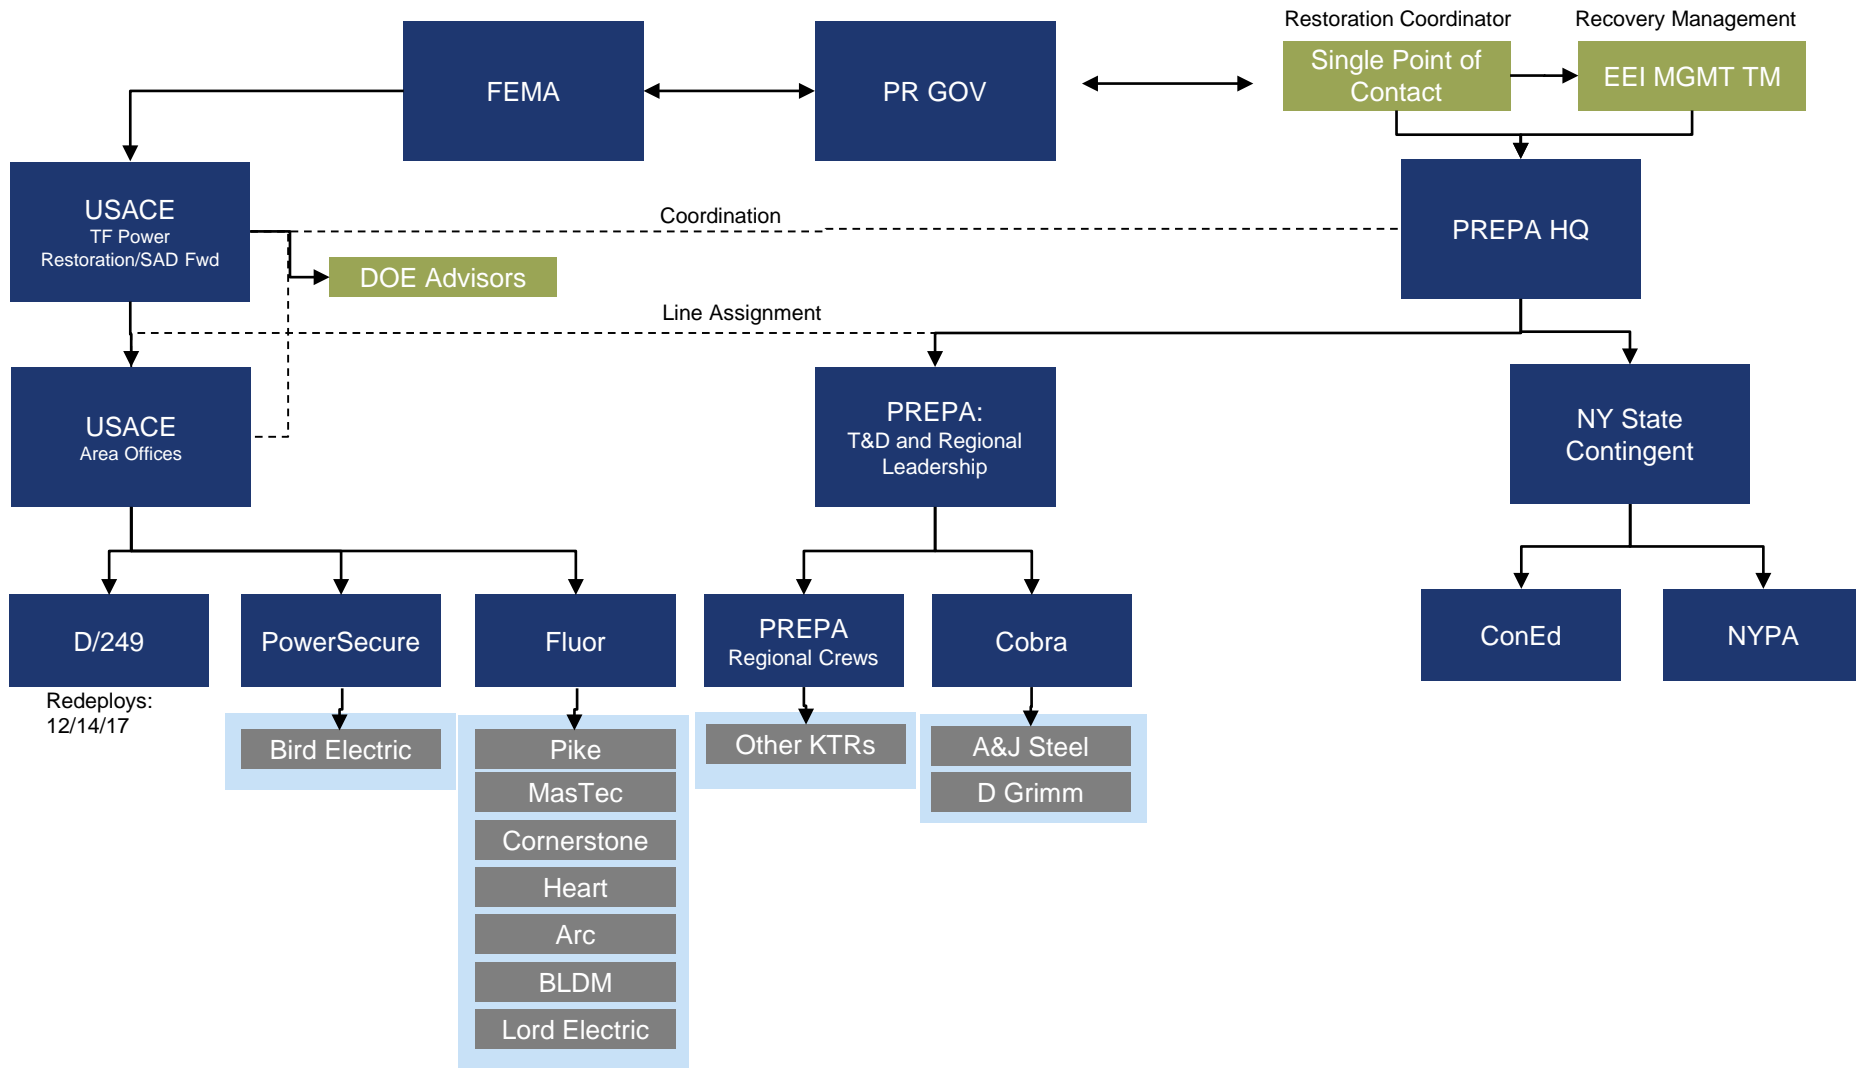 Restoration Coordinator
Recovery Management
FEMA
PR GOV
Single Point of
Contact
EEI MGMT TM
USACE
TF Power
Restoration/SAD Fwd
Coordination
PREPA HQ
DOE Advisors
Line Assignment
USACE
Area Offices
PREPA:
T&D and Regional
Leadership
NY State
Contingent
D/249
PowerSecure
Fluor
PREPA
Regional Crews
Cobra
ConEd
NYPA
Redeploys:
12/14/17
Bird Electric
Pike
MasTec
Cornerstone
Heart
Arc
BLDM
Lord Electric
Other KTRs
A&J Steel
D Grimm